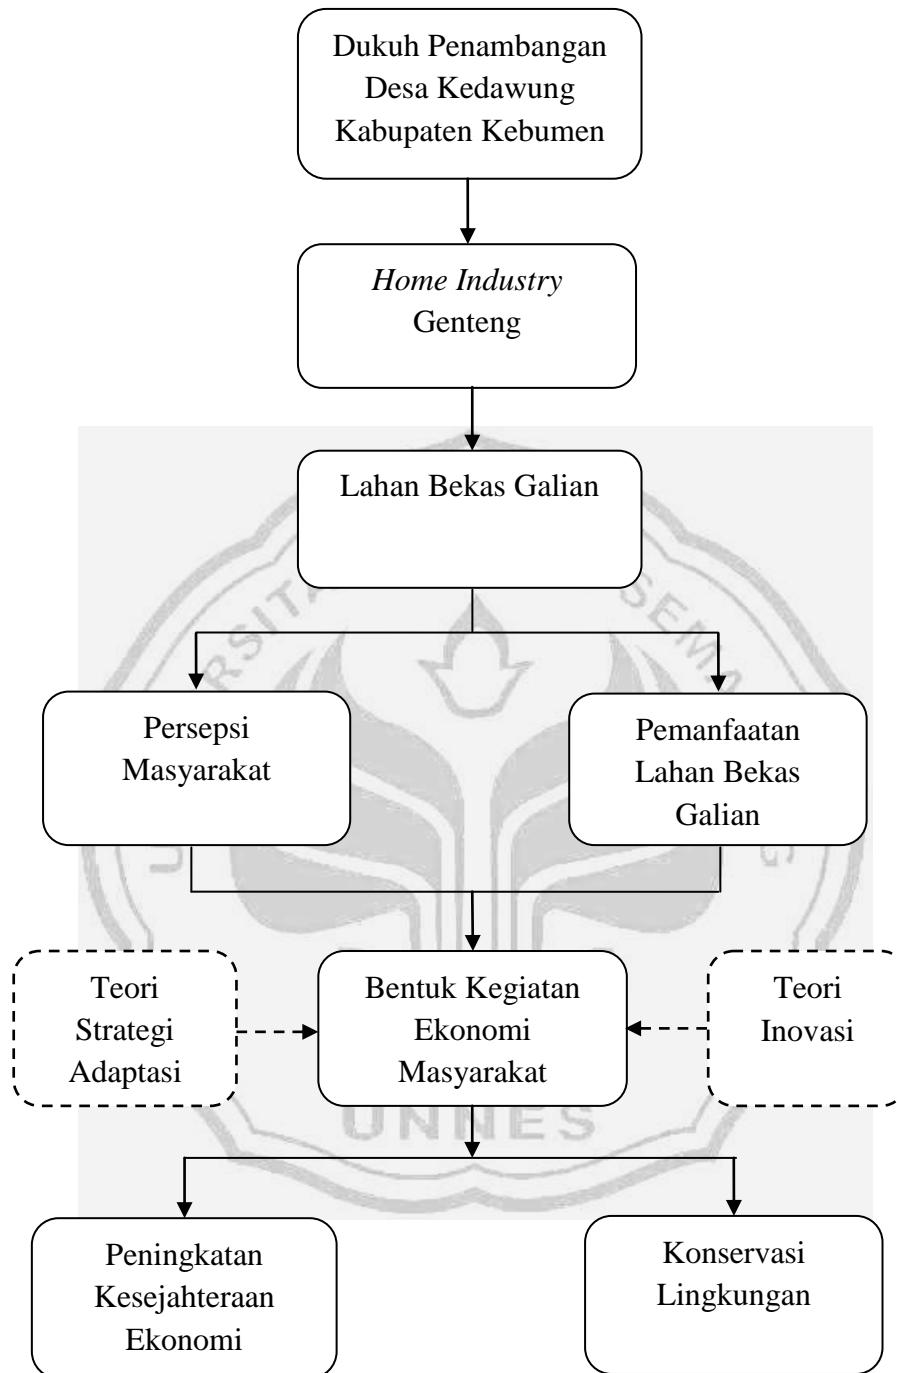 Dukuh Penambangan
Desa Kedawung
Kabupaten Kebumen
Home Industry
Genteng
Lahan Bekas Galian
Persepsi
Masyarakat
Pemanfaatan
Lahan Bekas
Galian
Teori
Strategi
Adaptasi
Bentuk Kegiatan
Ekonomi
Masyarakat
Teori
Inovasi
UNNES
Peningkatan
Kesejahteraan
Ekonomi
Konservasi
Lingkungan